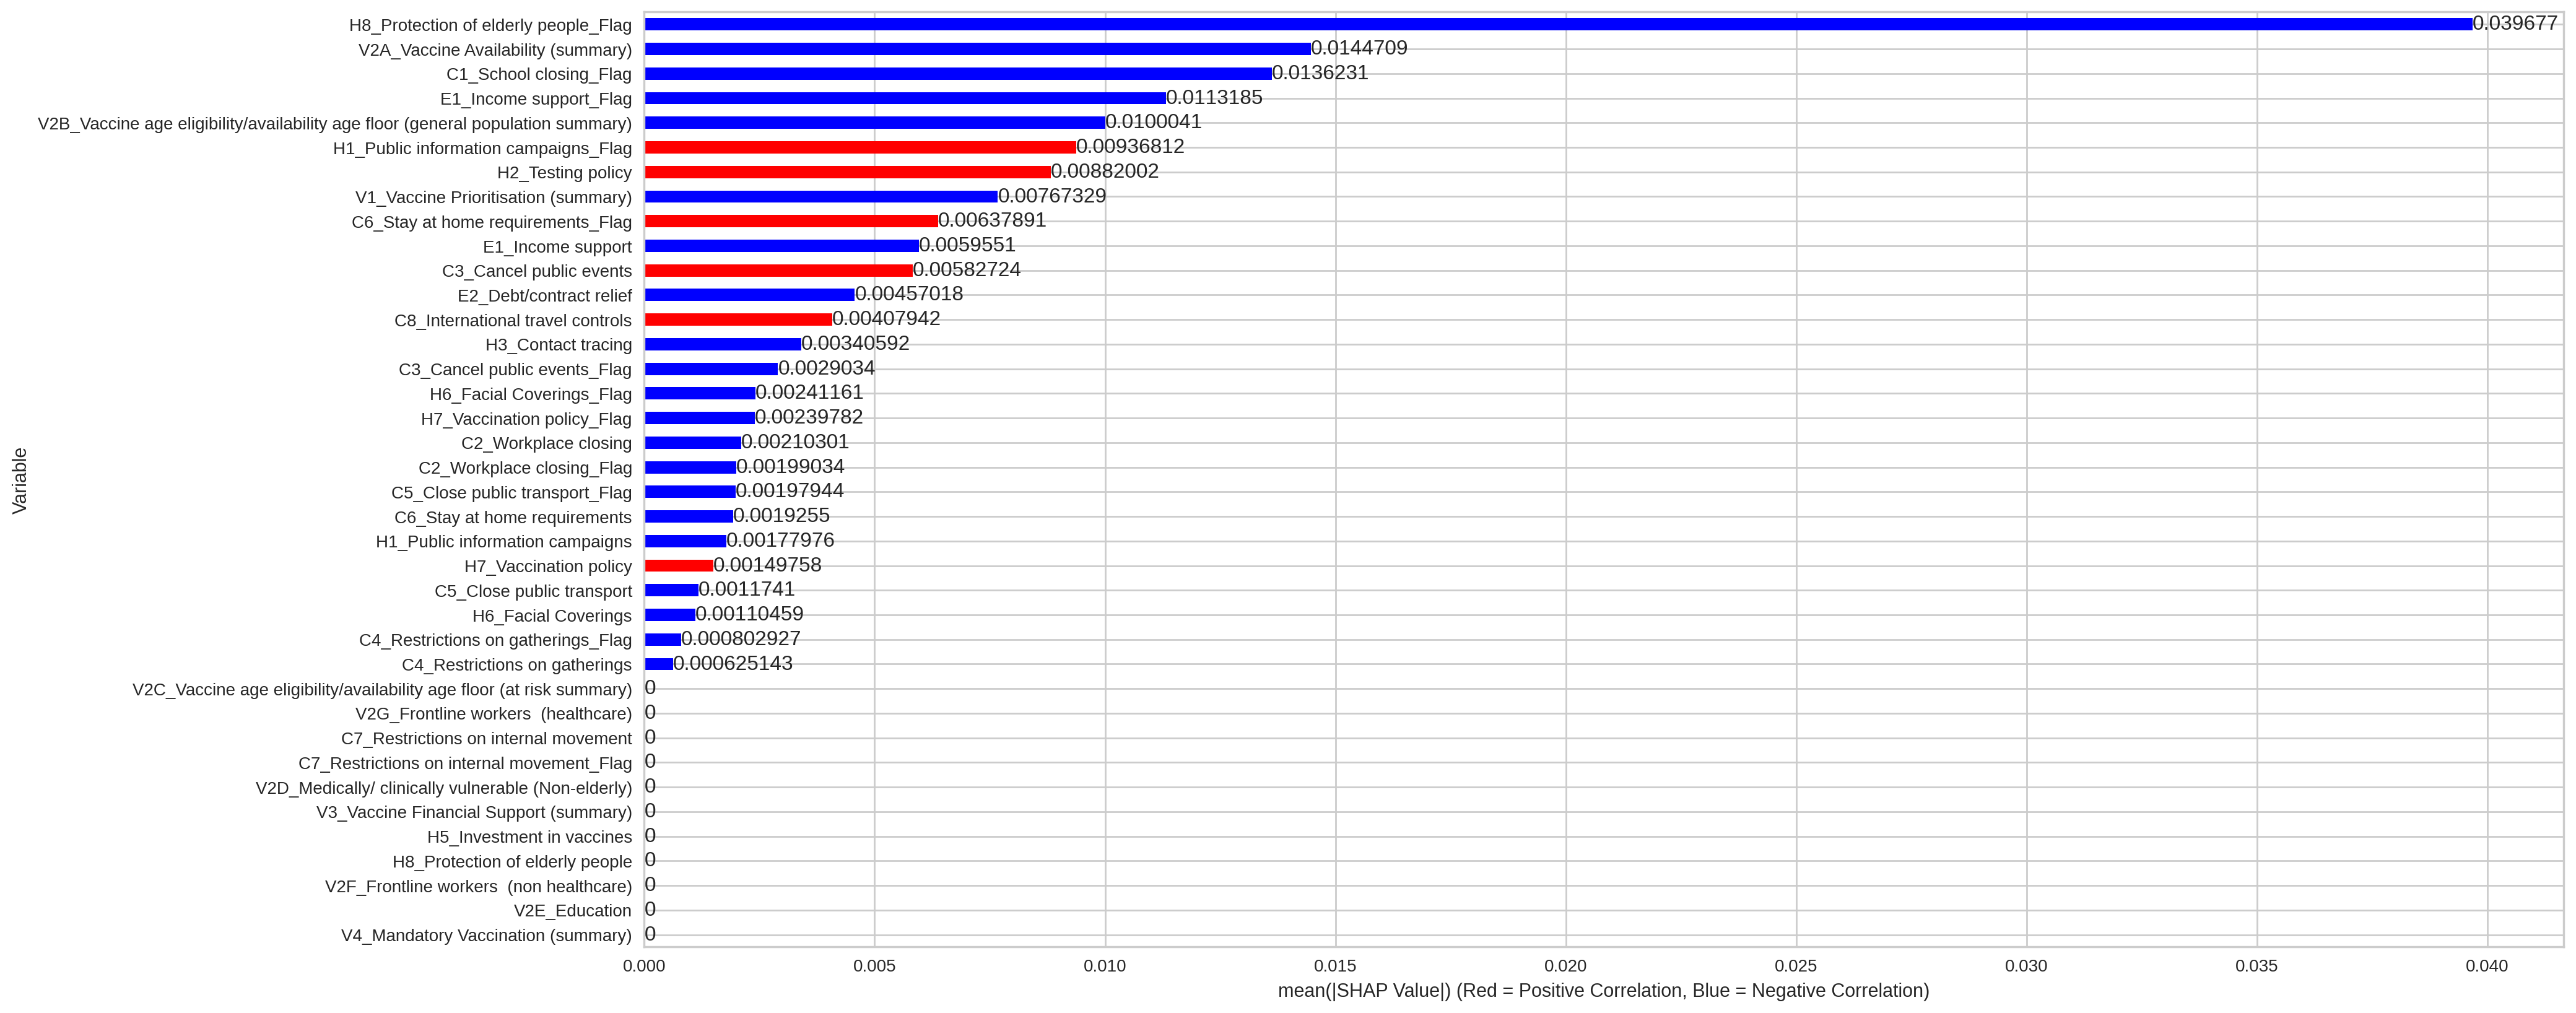 H8_Protection of elderly people_Flag 0.039677
V2A_Vaccine Availability (summary) 0.0144709
C1_School closing_Flag 0.0136231
E1_Income support_Flag 0.0113185
V2B_Vaccine age eligibility/availability age floor (general population summary) 0.0100041
H1_Public information campaigns_Flag 0.00936812
H2_Testing policy 0.00882002
V1_Vaccine Prioritisation (summary) 0.00767329
C6_Stay at home requirements_Flag 0.00637891
E1_Income support 0.0059551
C3_Cancel public events 0.00582724
E2_Debt/contract relief 0.00457018
C8_International travel controls 0.00407942
H3_Contact tracing 0.00340592
C3_Cancel public events_Flag 0.0029034
H6_Facial Coverings_Flag 0.00241161
H7_Vaccination policy_Flag 0.00239782
C2_Workplace closing 0.00210301
C2_Workplace closing_Flag 0.00199034
C5_Close public transport_Flag 0.00197944
C6_Stay at home requirements 0.0019255
H1_Public information campaigns 0.00177976
H7_Vaccination policy 0.00149758
C5_Close public transport 0.0011741
H6_Facial Coverings 0.00110459
C4_Restrictions on gatherings_Flag 0.000802927
C4_Restrictions on gatherings 0.000625143
V2C_Vaccine age eligibility/availability age floor (at risk summary) 0
V2G_Frontline workers  (healthcare) 0
C7_Restrictions on internal movement 0
C7_Restrictions on internal movement_Flag 0
V2D_Medically/ clinically vulnerable (Non-elderly) 0
V3_Vaccine Financial Support (summary) 0
H5_Investment in vaccines 0
H8_Protection of elderly people 0
V2F_Frontline workers  (non healthcare) 0
V2E_Education 0
V4_Mandatory Vaccination (summary) 0
Variable
0.000 0.005 0.010 0.015 0.020 0.025 0.030 0.035 0.040
mean(|SHAP Value|) (Red = Positive Correlation, Blue = Negative Correlation)